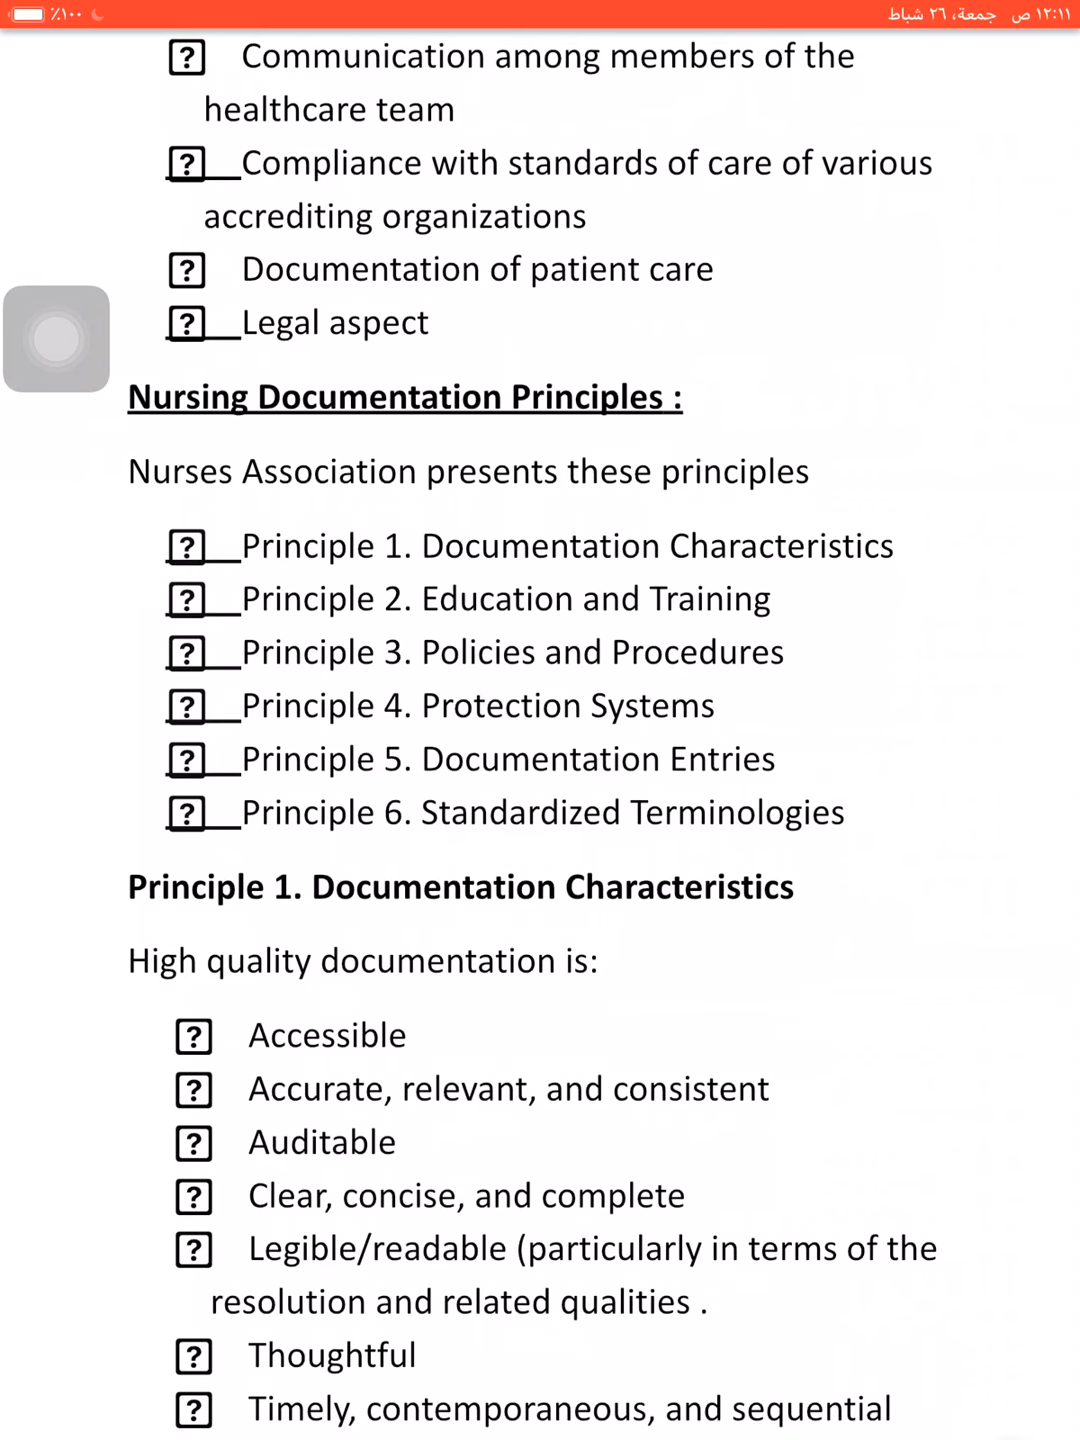 ٪١٠٠ ١٢:١١ ص جمعة، ٢٦ شباط
? Communication among members of the
healthcare team
? Compliance with standards of care of various
accrediting organizations
? Documentation of patient care
? Legal aspect
Nursing Documentation Principles :
Nurses Association presents these principles
? Principle 1. Documentation Characteristics
? Principle 2. Education and Training
? Principle 3. Policies and Procedures
? Principle 4. Protection Systems
? Principle 5. Documentation Entries
? Principle 6. Standardized Terminologies
Principle 1. Documentation Characteristics
High quality documentation is:
? Accessible
? Accurate, relevant, and consistent
? Auditable
? Clear, concise, and complete
? Legible/readable (particularly in terms of the
resolution and related qualities .
? Thoughtful
? Timely, contemporaneous, and sequential